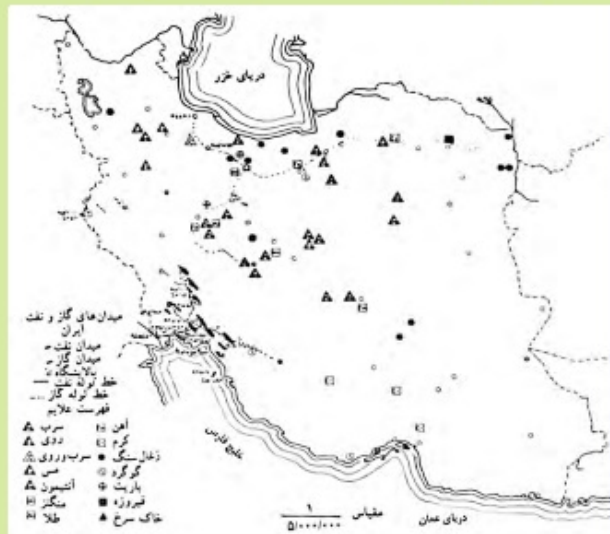 دریای خزر
میدان‌های گاز و نفت
ایران
میدان نفت
میدان گاز
پالایشگاه
خط لوله نفت
خط لوله گاز
فهرست علایم
سرب
روی
سرب‌وروی
مس
آنتیمون
منگنز
طلا
آهن
کرم
زغال‌سنگ
گوگرد
باریت
فیروزه
خاک سرخ
خلیج فارس
دریای عمان
مقیاس
۱
۵/۰۰۰/۰۰۰